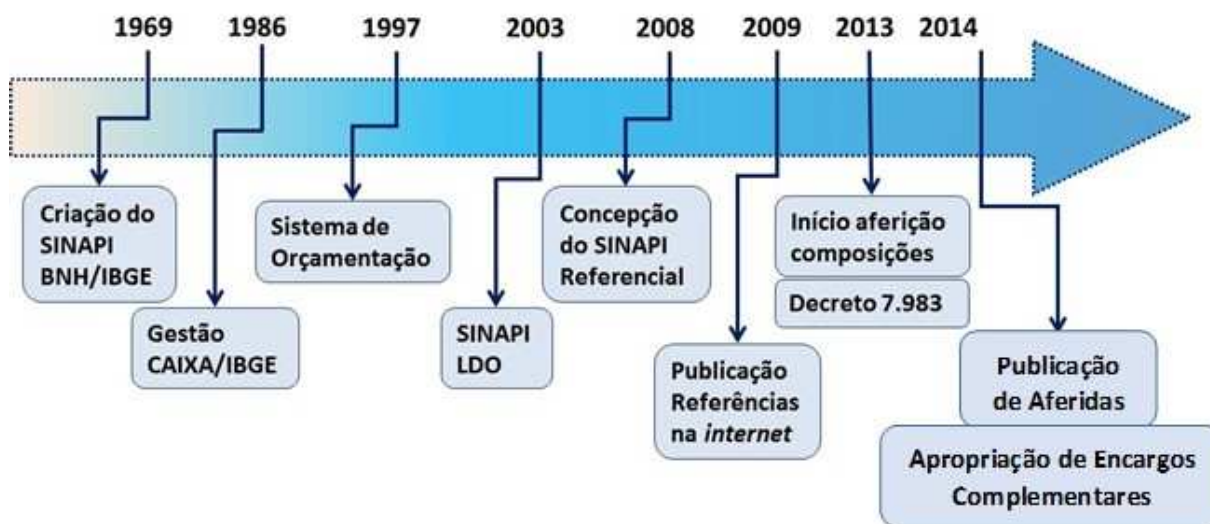 1969 1986 1997 2003 2008 2009 2013 2014
Criação do
SINAPI
BNH/IBGE
Gestão
CAIXA/IBGE
Sistema de
Orçamentação
SINAPI
LDO
Concepção
do SINAPI
Referencial
Publicação
Referências
na internet
Início aferição
composições
Decreto 7.983
Publicação
de Aferidas
Apropriação de Encargos
Complementares